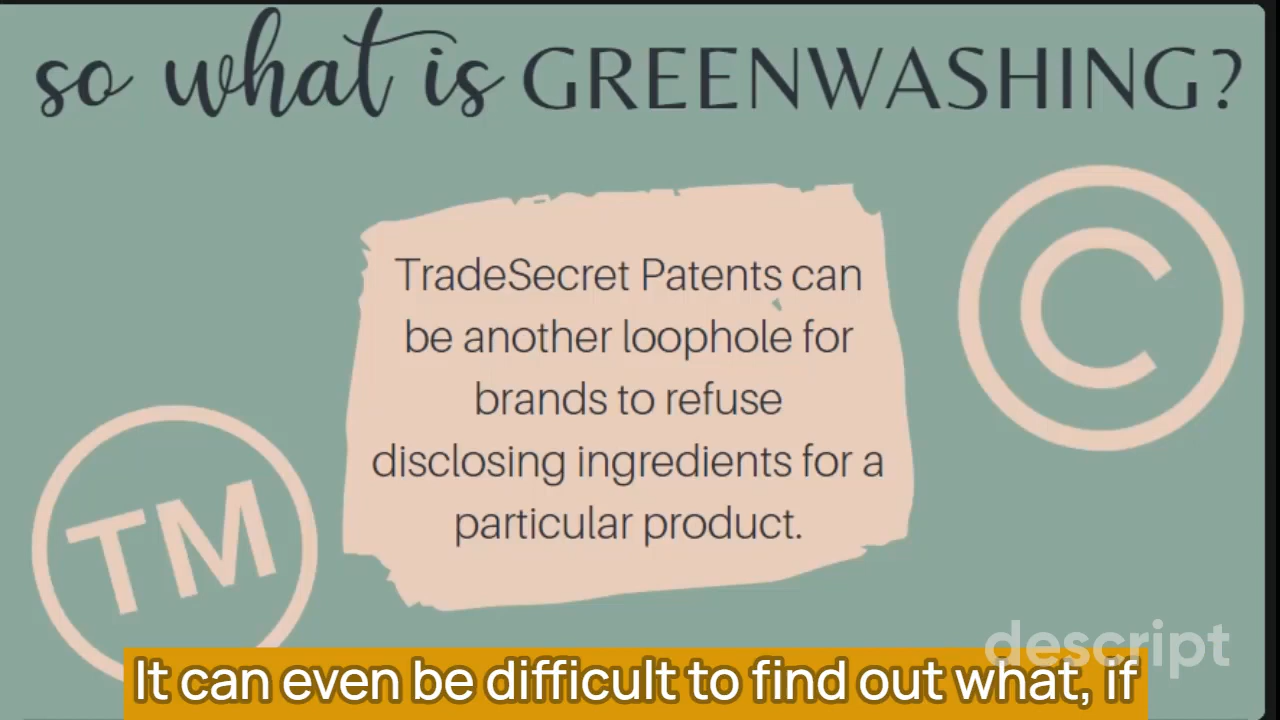 so what is GREENWASHING?
TradeSecret Patents can
be another loophole for
brands to refuse
disclosing ingredients for a
particular product.
C
TM
descript
It can even be difficult to find out what, if